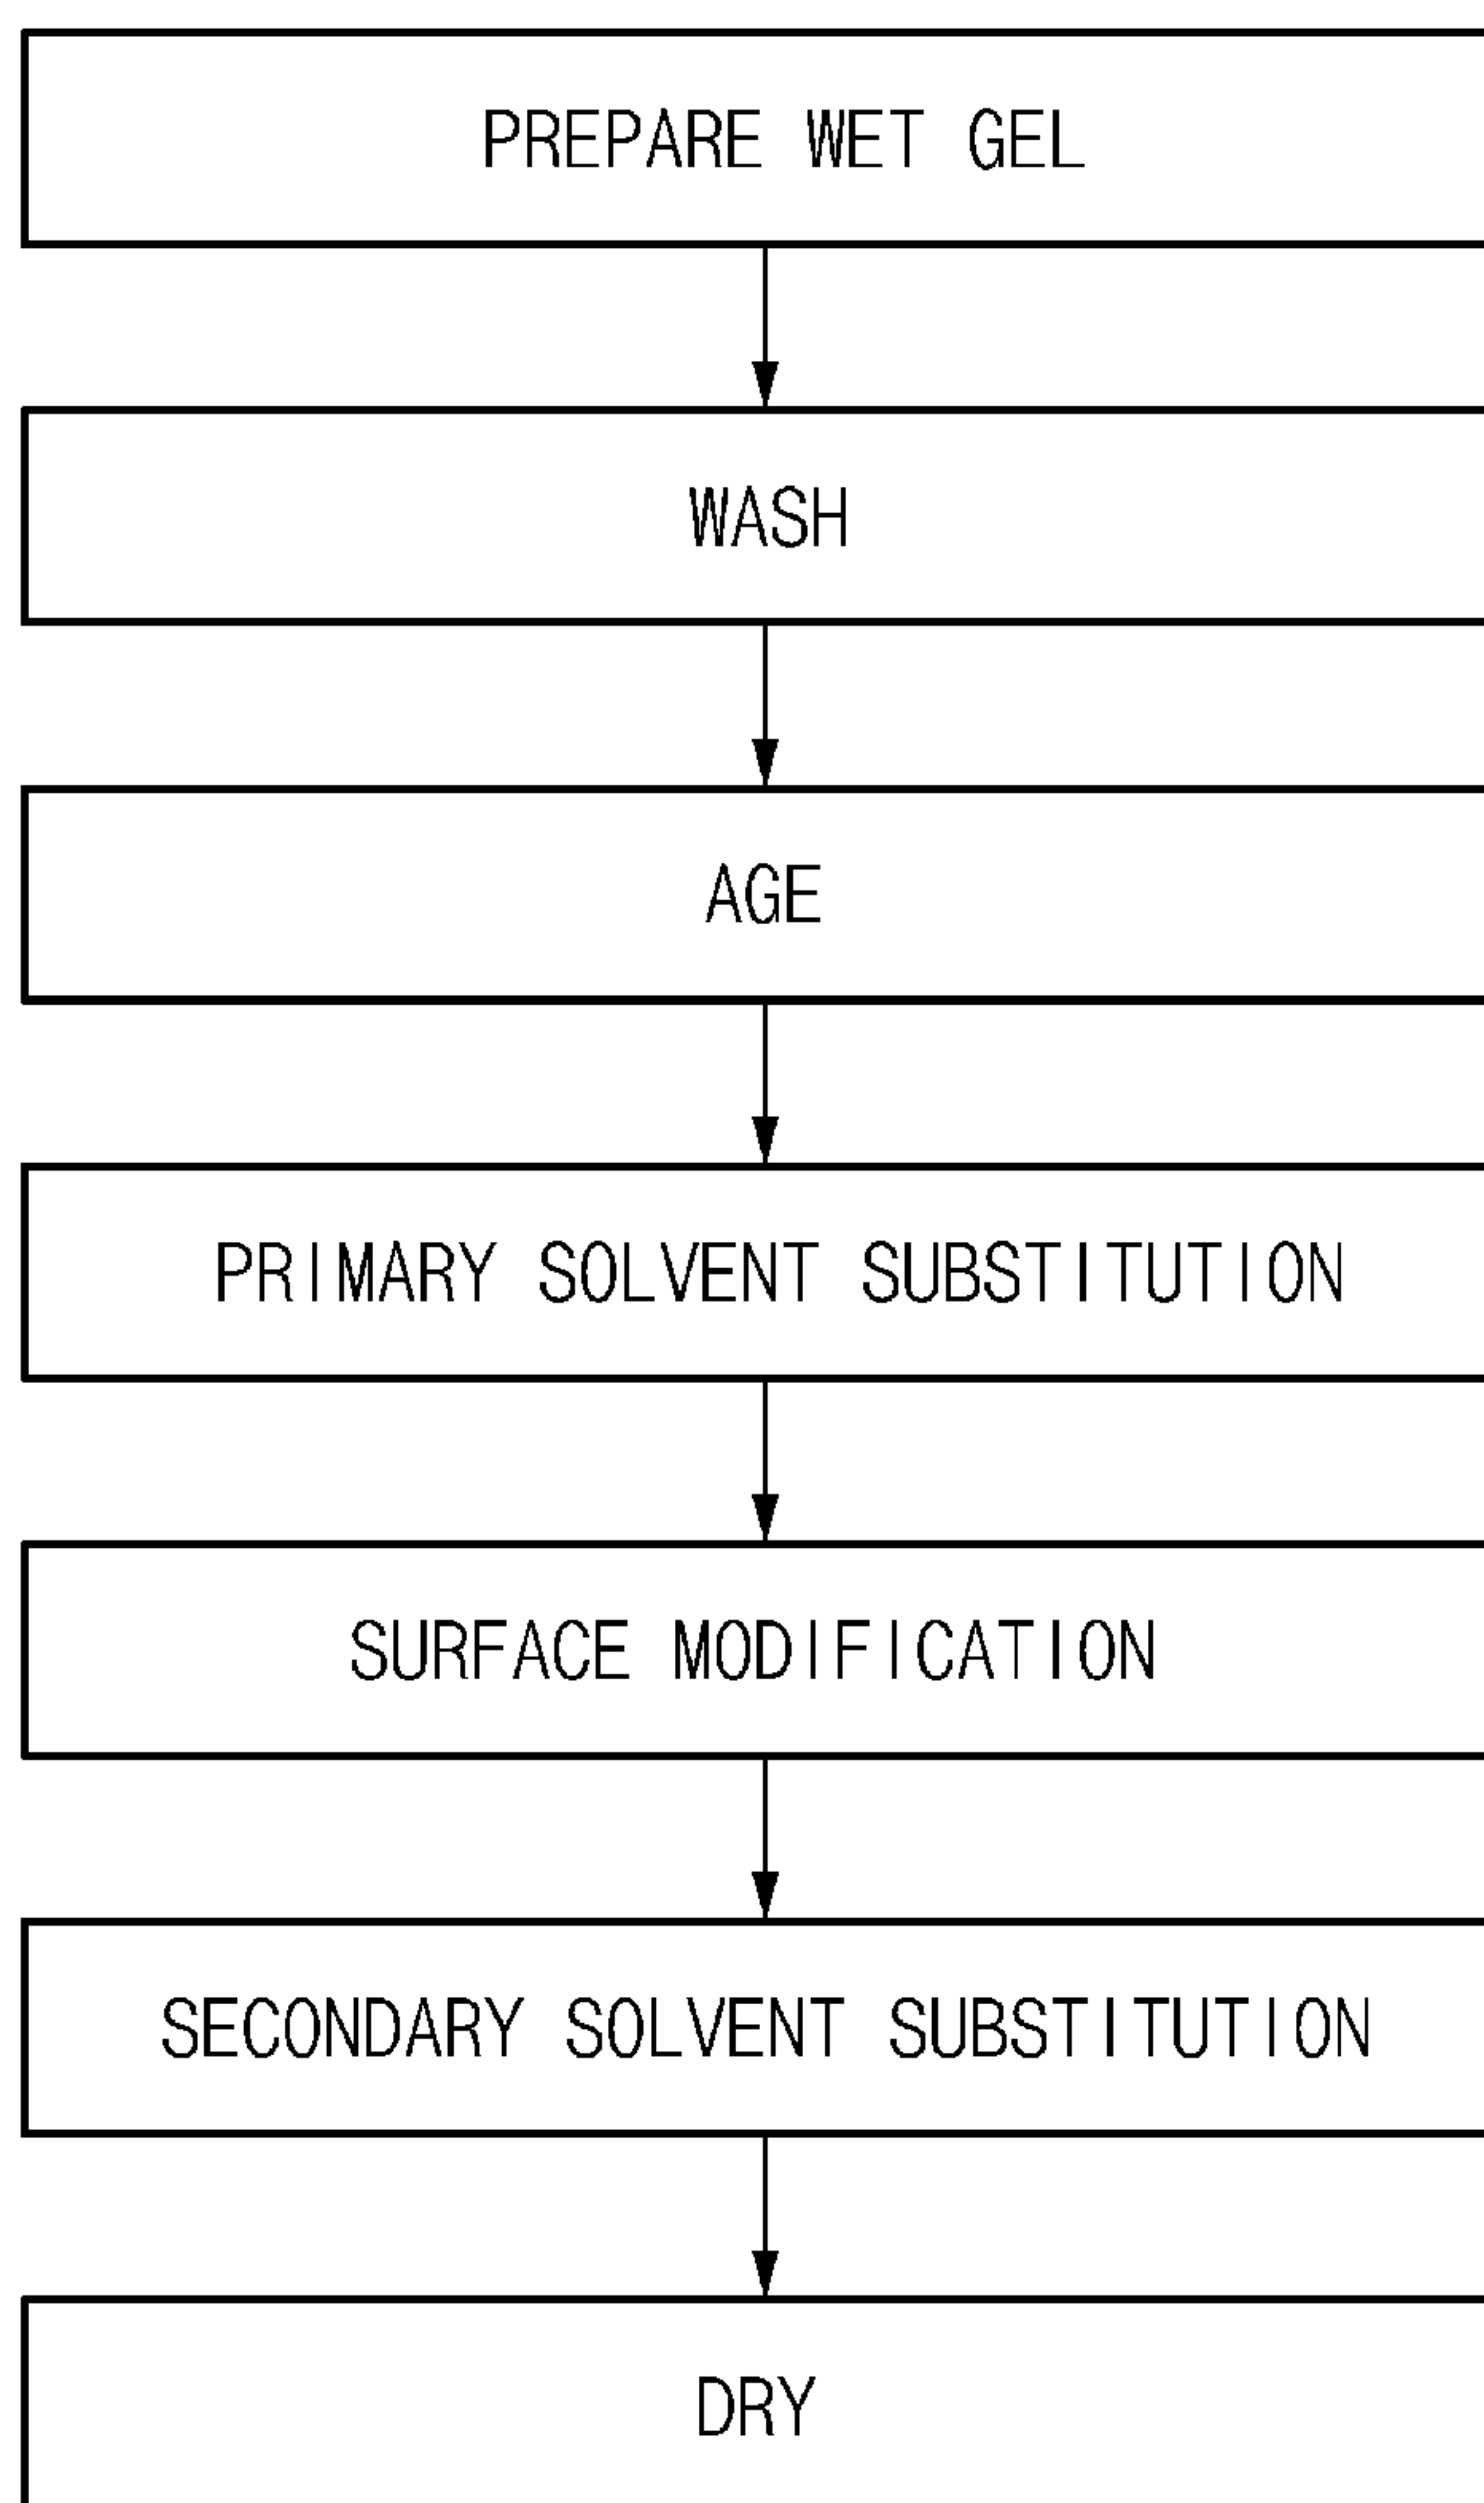 PREPARE WET GEL
WASH
AGE
PRIMARY SOLVENT SUBSTITUTION
SURFACE MODIFICATION
SECONDARY SOLVENT SUBSTITUTION
DRY